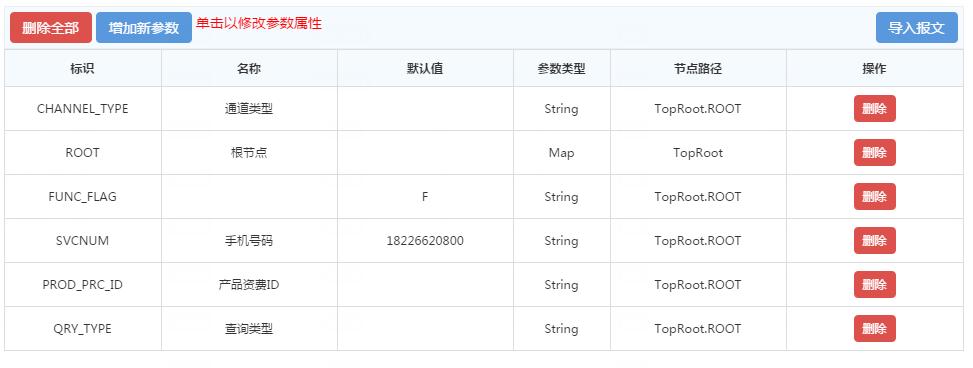 删除全部 增加新参数 单击以修改参数属性 导入报文
标识 名称 默认值 参数类型 节点路径 操作
CHANNEL_TYPE 通道类型 String TopRoot.ROOT 删除
ROOT 根节点 Map TopRoot 删除
FUNC_FLAG F String TopRoot.ROOT 删除
SVCNUM 手机号码 18226620800 String TopRoot.ROOT 删除
PROD_PRC_ID 产品资费ID String TopRoot.ROOT 删除
QRY_TYPE 查询类型 String TopRoot.ROOT 删除